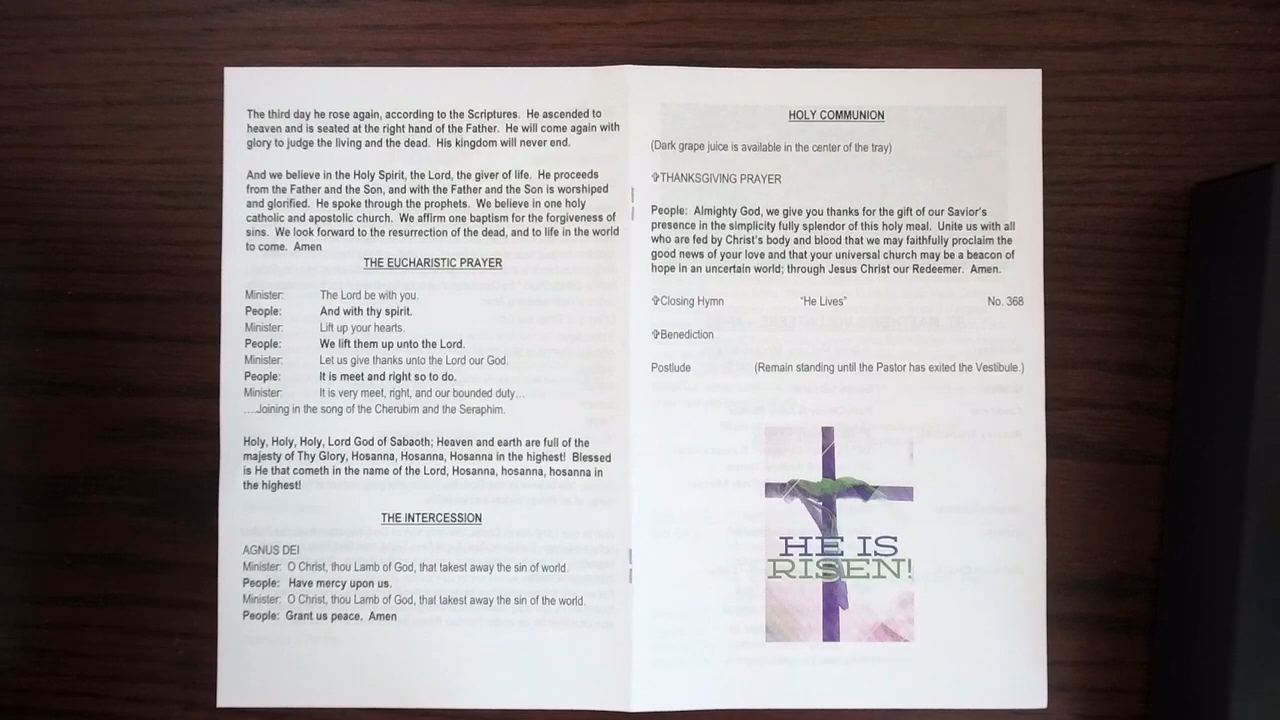 The third day he rose again, according to the Scriptures. He ascended to
heaven and is seated at the right hand of the Father. He will come again with
glory to judge the living and the dead. His kingdom will never end.
And we believe in the Holy Spirit, the Lord, the giver of life. He proceeds
from the Father and the Son, and with the Father and the Son is worshiped
and glorified. He spoke through the prophets. We believe in one holy
catholic and apostolic church. We affirm one baptism for the forgiveness of
sins. We look forward to the resurrection of the dead, and to life in the world
to come. Amen
THE EUCHARISTIC PRAYER
Minister: The Lord be with you.
People: And with thy spirit.
Minister: Lift up your hearts.
People: We lift them up unto the Lord.
Minister: Let us give thanks unto the Lord our God.
People: It is meet and right so to do.
Minister: It is very meet, right, and our bounded duty...
....Joining in the song of the Cherubim and the Seraphim.
Holy, Holy, Holy, Lord God of Sabaoth; Heaven and earth are full of the
majesty of Thy Glory, Hosanna, Hosanna, Hosanna in the highest! Blessed
is He that cometh in the name of the Lord, Hosanna, hosanna, hosanna in
the highest!
THE INTERCESSION
AGNUS DEI
Minister: O Christ, thou Lamb of God, that takest away the sin of world.
People: Have mercy upon us.
Minister: O Christ, thou Lamb of God, that takest away the sin of the world.
People: Grant us peace. Amen
HOLY COMMUNION
(Dark grape juice is available in the center of the tray)
✞THANKSGIVING PRAYER
People: Almighty God, we give you thanks for the gift of our Savior's
presence in the simplicity fully splendor of this holy meal. Unite us with all
who are fed by Christ's body and blood that we may faithfully proclaim the
good news of your love and that your universal church may be a beacon of
hope in an uncertain world; through Jesus Christ our Redeemer. Amen.
✞Closing Hymn "He Lives" No. 368
✞Benediction
Postlude (Remain standing until the Pastor has exited the Vestibule.)
HE IS
RISEN!